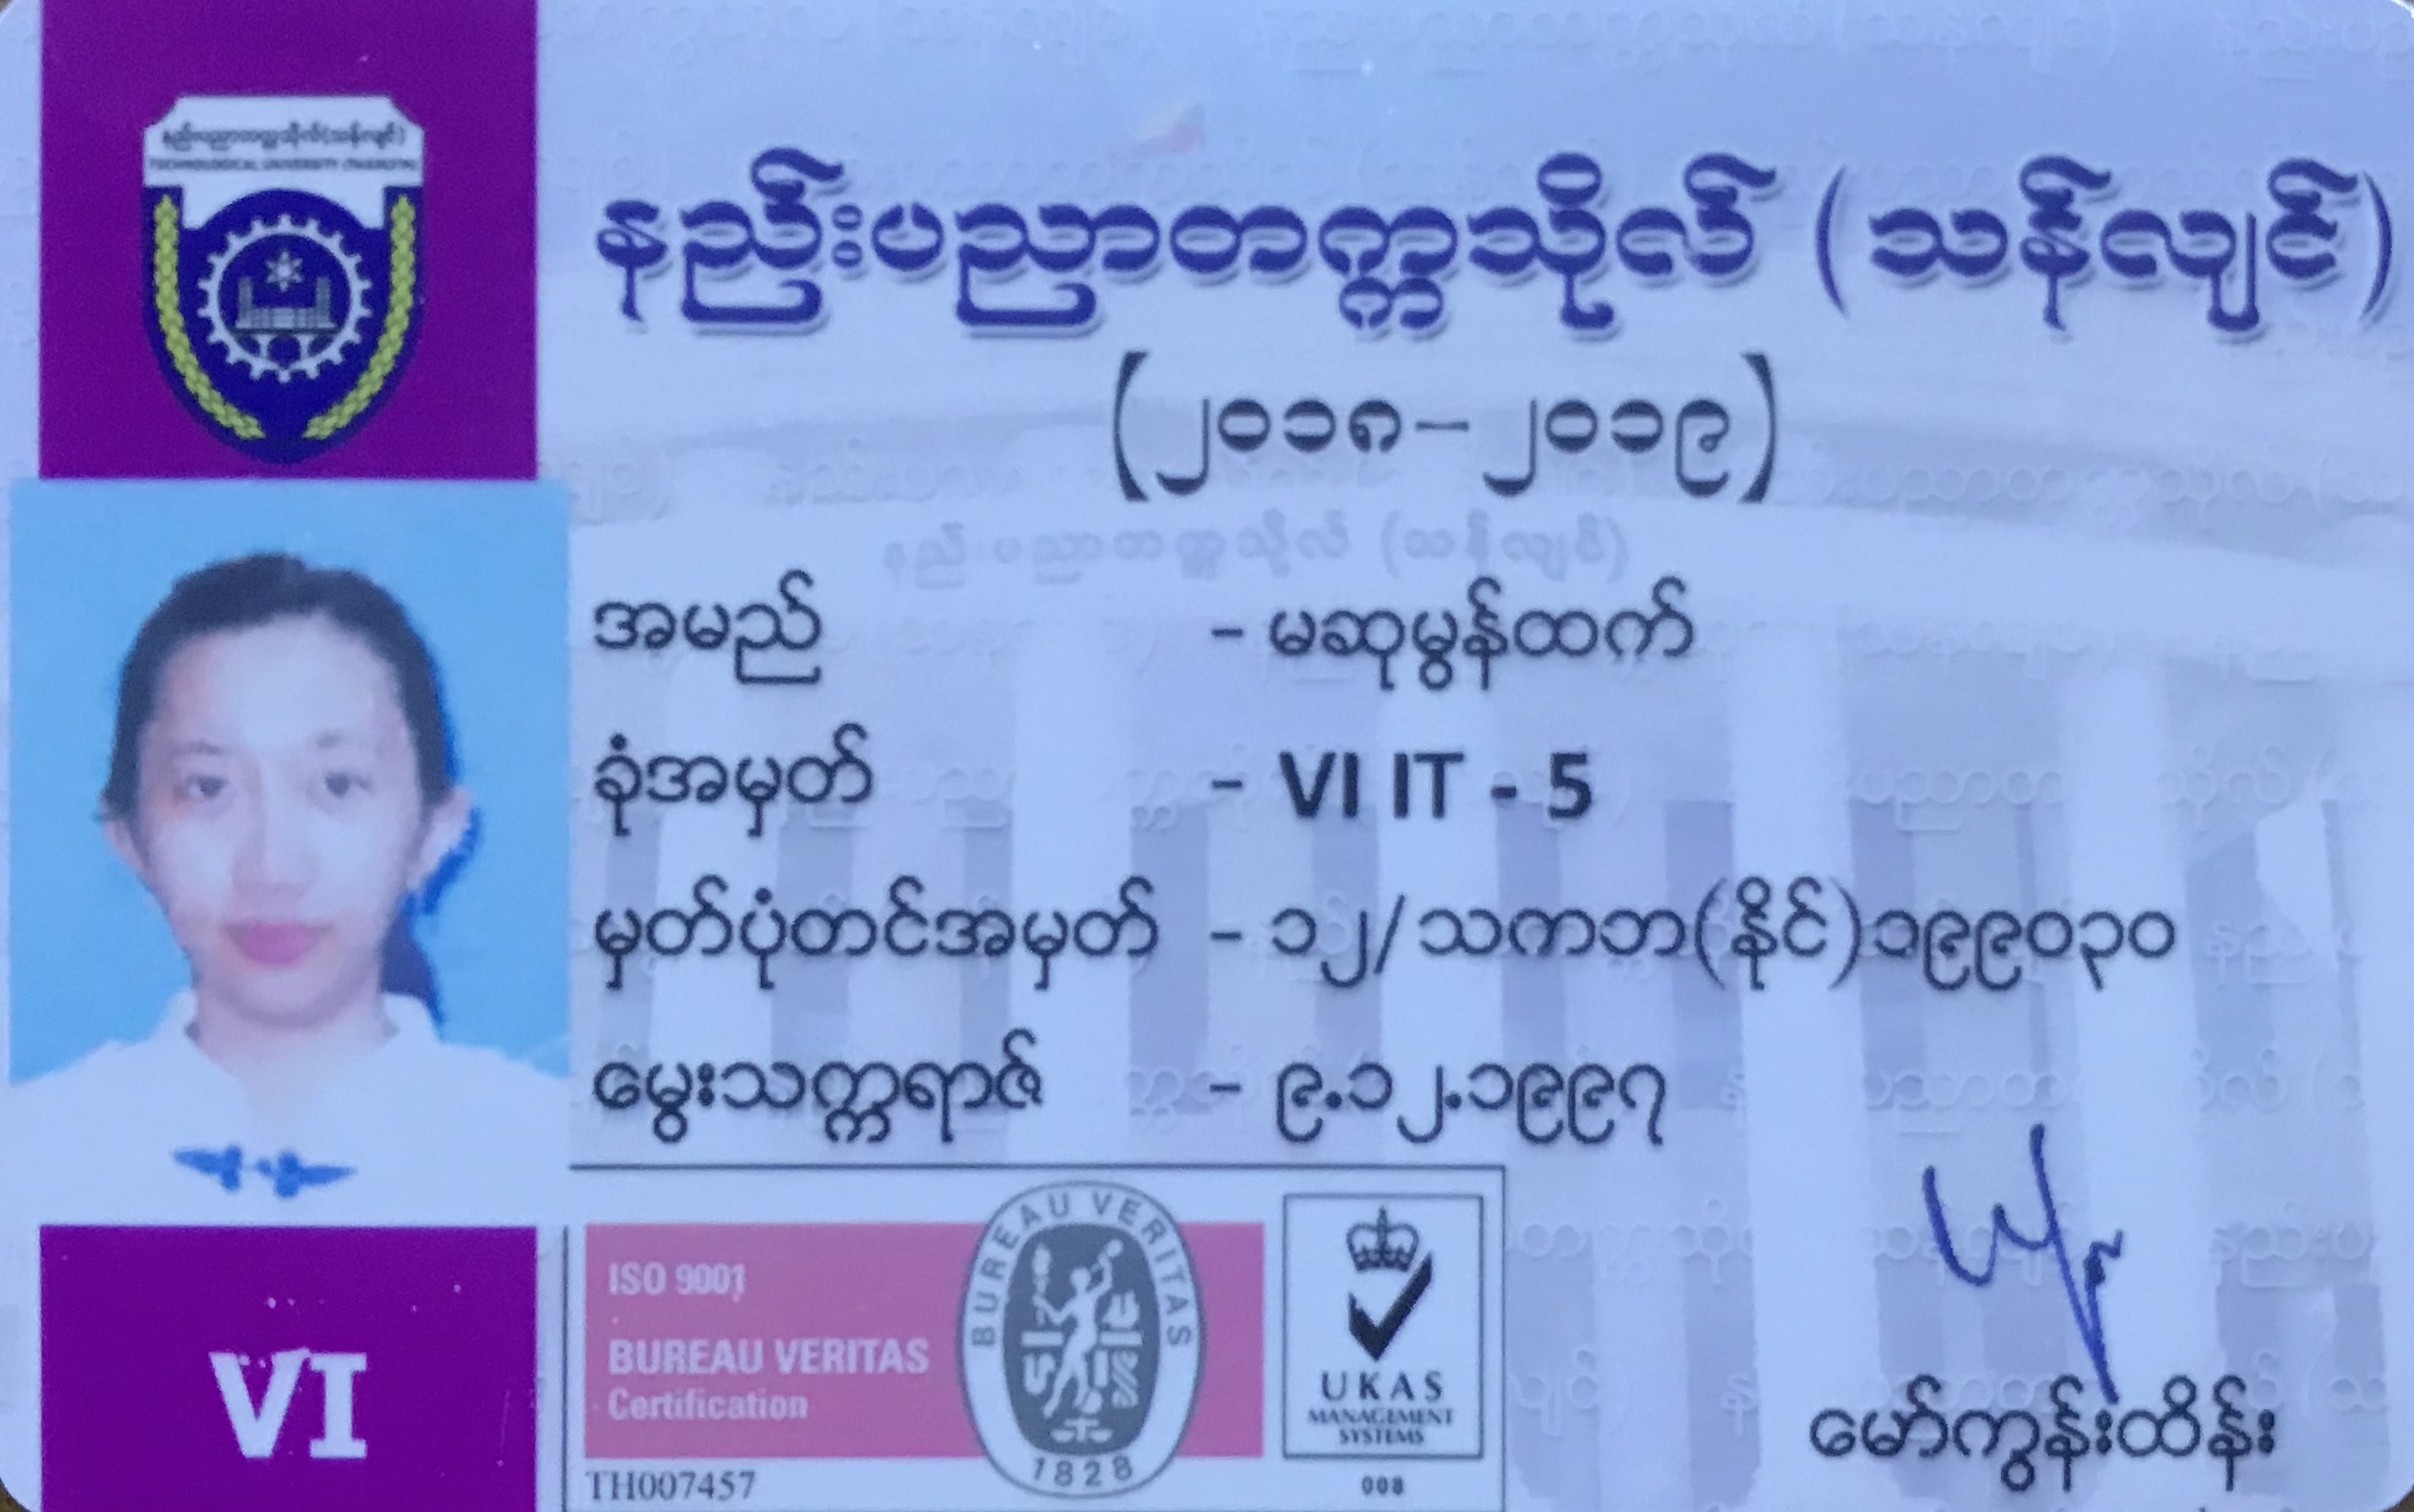 နည်းပညာတက္ကသိုလ်(သန်လျင်)
TECHNOLOGICAL UNIVERSITY (THANLYIN)
နည်းပညာတက္ကသိုလ် (သန်လျင်)
(၂၀၁၈–၂၀၁၉)
နည်းပညာတက္ကသိုလ် (သန်လျင်)
အမည် - မဆုမွန်ထက်
ခုံအမှတ် - VI IT - 5
မှတ်ပုံတင်အမှတ် - ၁၂/သကဘ(နိုင်)၁၉၉၀၃၀
မွေးသက္ကရာဇ် - ၉.၁၂.၁၉၉၇
ISO 9001
BUREAU VERITAS
Certification
BUREAU VERITAS
1828
UKAS
MANAGEMENT
SYSTEMS
TH007457
008
VI
မော်ကွန်းထိန်း